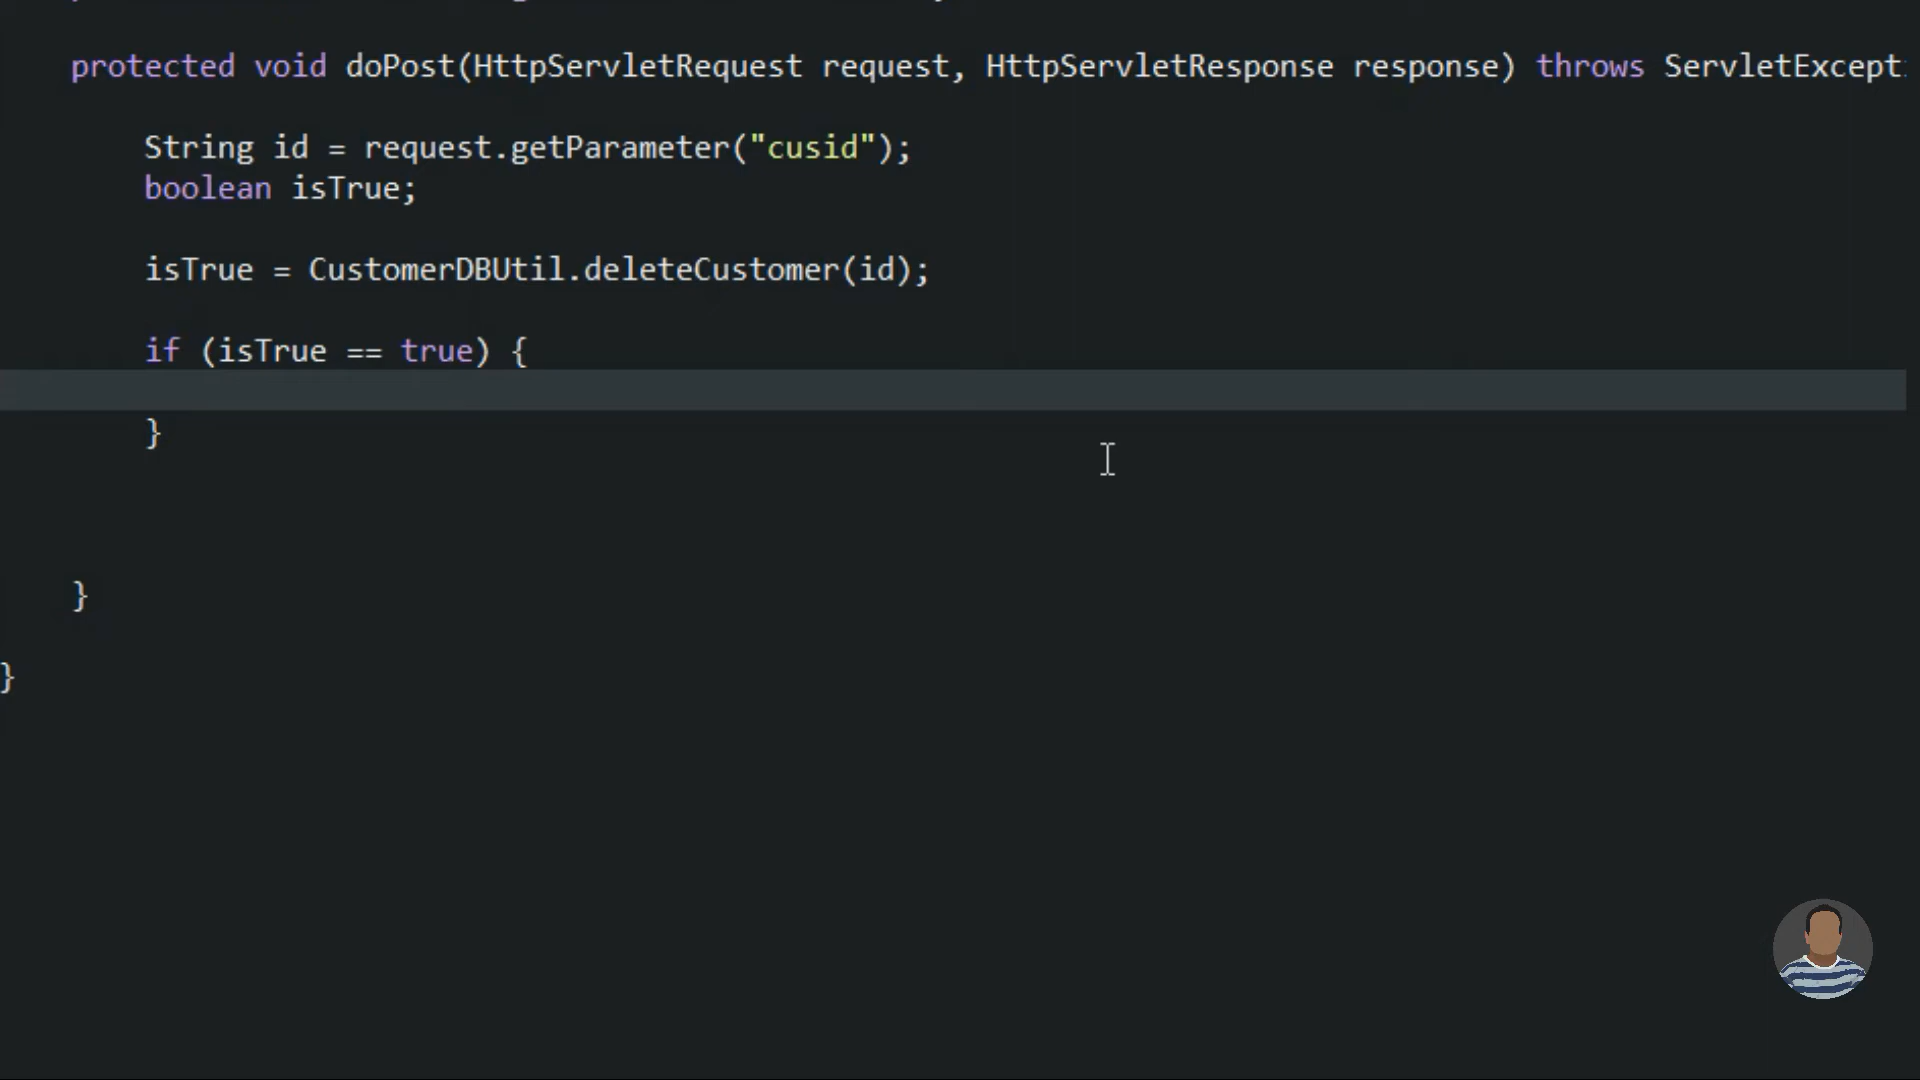 protected void doPost(HttpServletRequest request, HttpServletResponse response) throws ServletExcept
String id = request.getParameter("cusid");
boolean isTrue;
isTrue = CustomerDBUtil.deleteCustomer(id);
if (isTrue == true) {
}
}
}